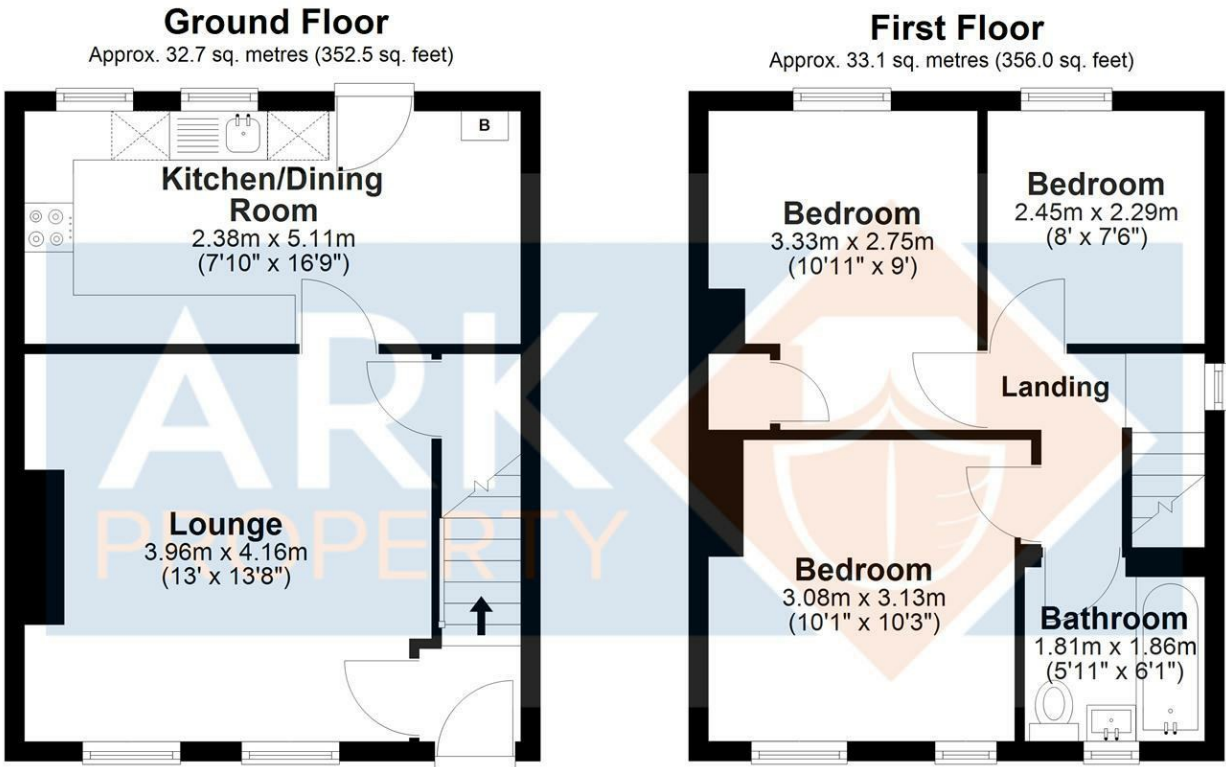 Ground Floor
Approx. 32.7 sq. metres (352.5 sq. feet)
B
Kitchen/Dining
Room
2.38m x 5.11m
(7'10" x 16'9")
Lounge
3.96m x 4.16m
(13' x 13'8")
First Floor
Approx. 33.1 sq. metres (356.0 sq. feet)
Bedroom
3.33m x 2.75m
(10'11" x 9')
Bedroom
2.45m x 2.29m
(8' x 7'6")
Landing
Bedroom
3.08m x 3.13m
(10'1" x 10'3")
Bathroom
1.81m x 1.86m
(5'11" x 6'1")
ARK
PROPERTY